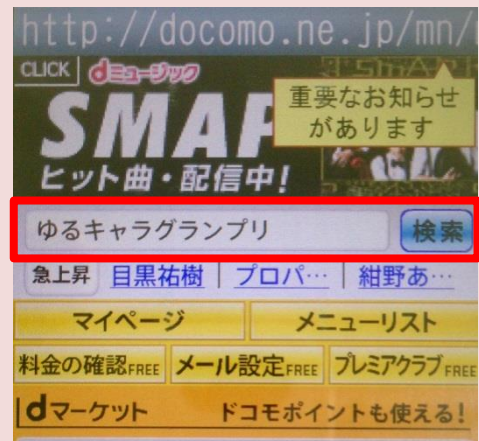 http://docomo.ne.jp/mn/
CLICK dミュージック
SMAP
ヒット曲・配信中!
重要なお知らせ
があります
ゆるキャラグランプリ 検索
急上昇 目黒祐樹 プロパ… 紺野あ…
マイページ メニューリスト
料金の確認FREE メール設定FREE プレミアクラブFREE
dマーケット ドコモポイントも使える!